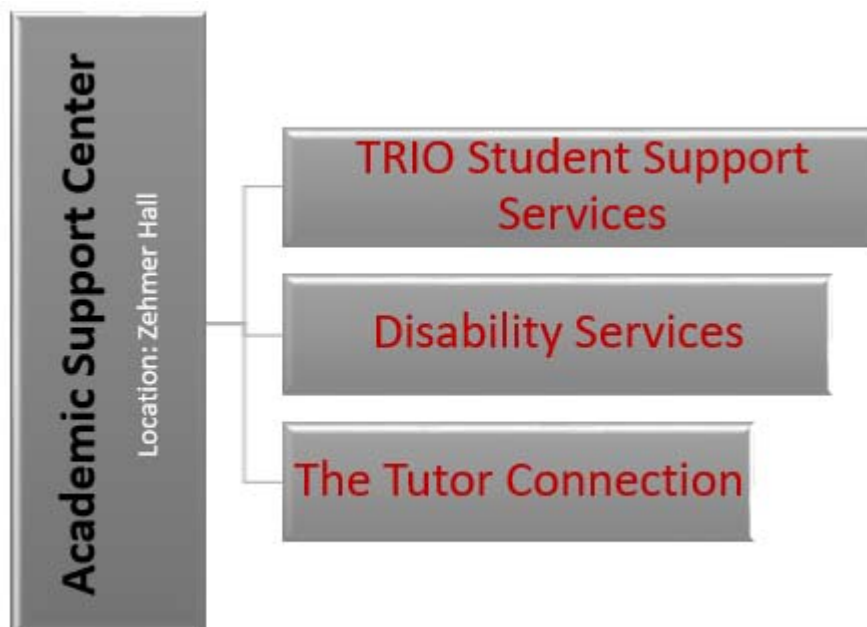 Academic Support Center
Location: Zehmer Hall
TRIO Student Support
Services
Disability Services
The Tutor Connection